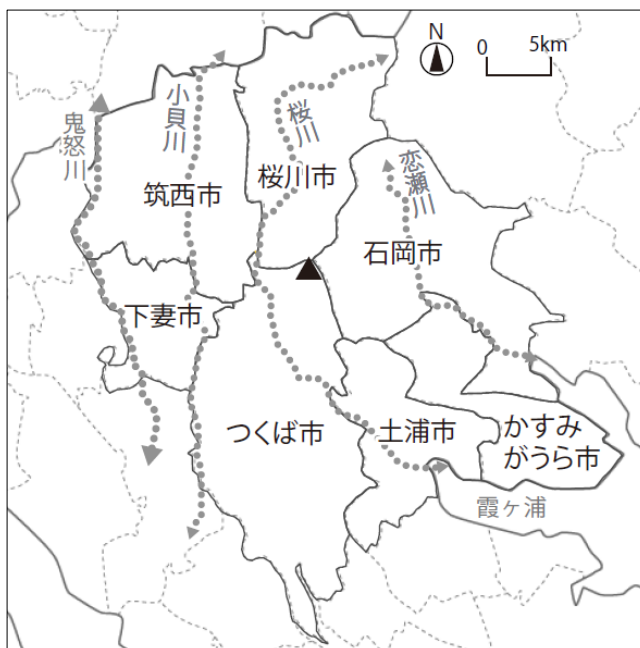 N
0 5km
鬼怒川
小貝川
桜川
恋瀬川
筑西市
桜川市
石岡市
下妻市
つくば市
土浦市
かすみ
がうら市
霞ヶ浦